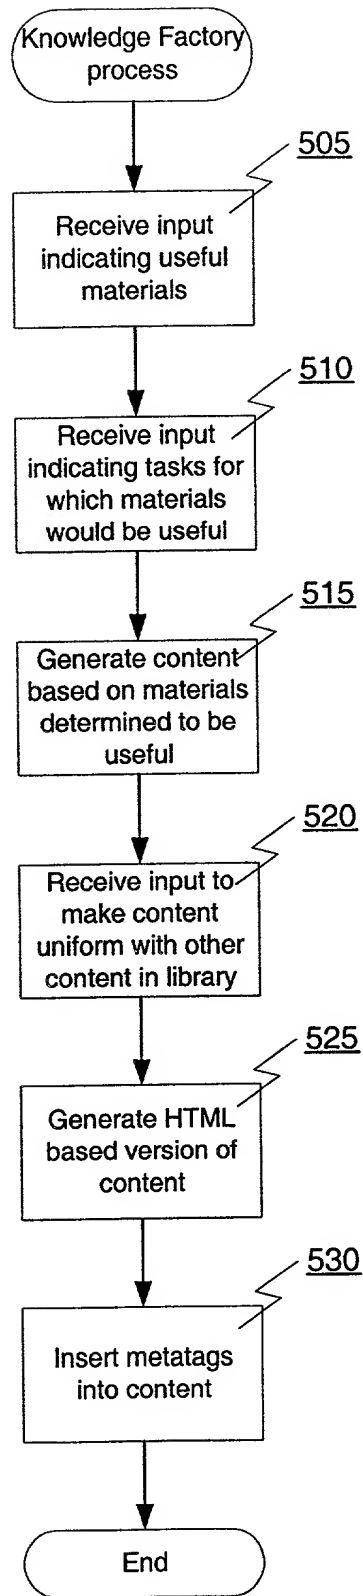 Knowledge Factory
process
505
Receive input
indicating useful
materials
510
Receive input
indicating tasks for
which materials
would be useful
515
Generate content
based on materials
determined to be
useful
520
Receive input to
make content
uniform with other
content in library
525
Generate HTML
based version of
content
530
Insert metatags
into content
End